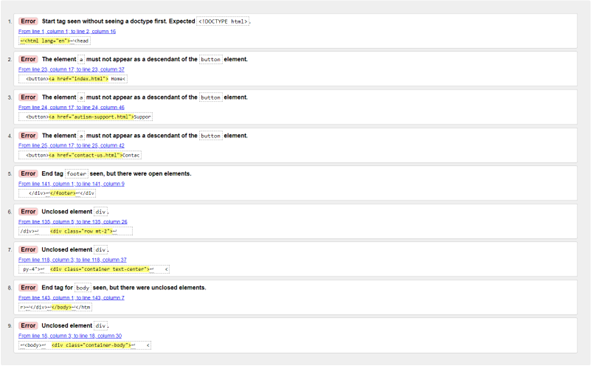 1. Error Start tag seen without seeing a doctype first. Expected <!DOCTYPE html>.
From line 1, column 1; to line 2, column 16
↩<html lang="en">↩<head
2. Error The element a must not appear as a descendant of the button element.
From line 23, column 17; to line 23, column 37
<button><a href="index.html"> Home<
3. Error The element a must not appear as a descendant of the button element.
From line 24, column 17; to line 24, column 46
<button><a href="autism-support.html">Suppor
4. Error The element a must not appear as a descendant of the button element.
From line 25, column 17; to line 25, column 42
<button><a href="contact-us.html">Contac
5. Error End tag footer seen, but there were open elements.
From line 141, column 1; to line 141, column 9
</div>↩</footer>↩</div
6. Error Unclosed element div.
From line 135, column 5; to line 135, column 26
/div>↩ <div class="row mt-3">↩
7. Error Unclosed element div.
From line 118, column 3; to line 118, column 37
py-4">↩ <div class="container text-center">↩ <
8. Error End tag for body seen, but there were unclosed elements.
From line 143, column 1; to line 143, column 7
r>↩</div>↩</body>↩</htm
9. Error Unclosed element div.
From line 18, column 3; to line 18, column 30
↩<body>↩ <div class="container-body">↩ <